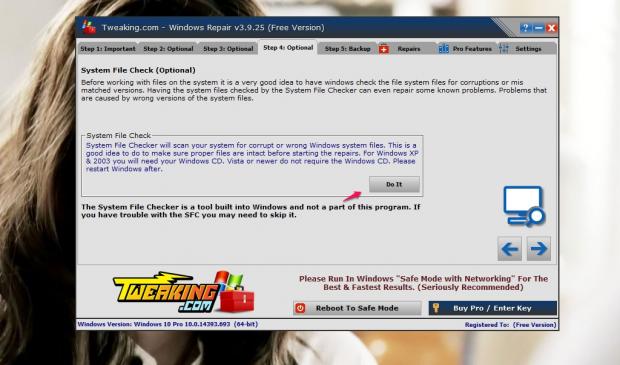 Tweaking.com - Windows Repair v3.9.25 (Free Version)
Step 1: Important Step 2: Optional Step 3: Optional Step 4: Optional Step 5: Backup Repairs Pro Features Settings
System File Check (Optional)
Before working with files on the system it is a very good idea to have windows check the file system files for corruptions or mis
matched versions. Having the system files checked by the System File Checker can even repair some known problems. Problems that
are caused by wrong versions of the system files.
System File Check
System File Checker will scan your system for corrupt or wrong Windows system files. This is a
good idea to do to make sure proper files are intact before starting the repairs. For Windows XP
& 2003 you will need your Windows CD. Vista or newer do not require the Windows CD. Please
restart Windows after.
Do It
The System File Checker is a tool built into Windows and not a part of this program. If
you have trouble with the SFC you may need to skip it.
Please Run In Windows "Safe Mode with Networking" For The
Best & Fastest Results. (Seriously Recommended)
TWEAKING
.COM
Reboot To Safe Mode
Buy Pro / Enter Key
Windows Version: Windows 10 Pro 10.0.14393.693 (64-bit)
Registered To: (Free Version)